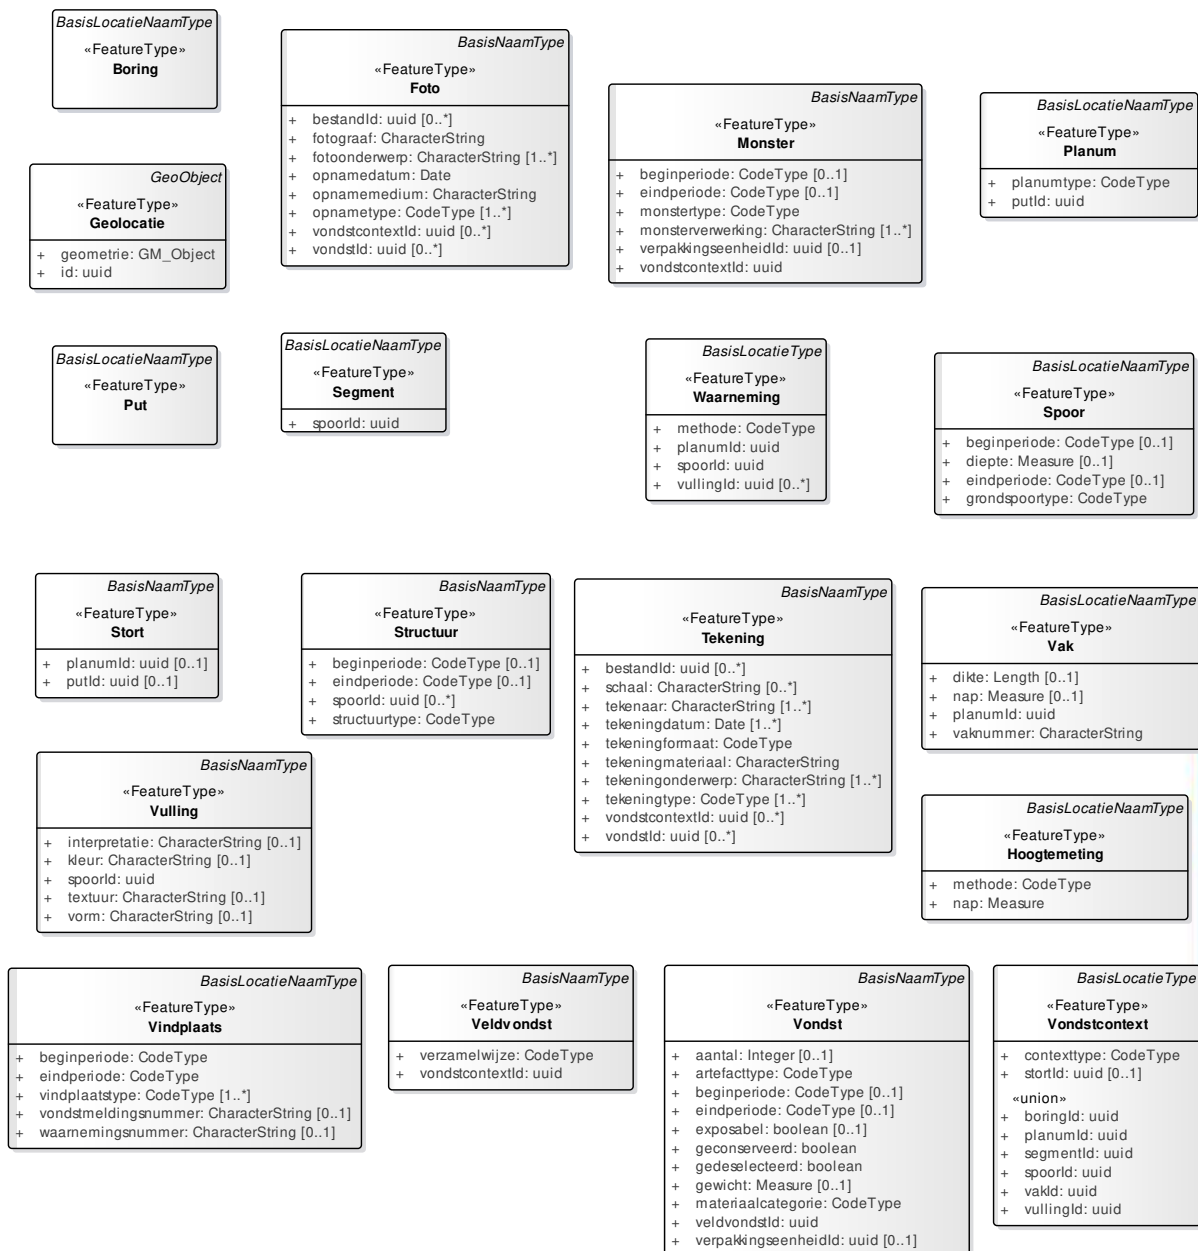 BasisLocatieNaamType
«FeatureType»
Boring
BasisNaamType
«FeatureType»
Foto
+ bestandId: uuid [0..*]
+ fotograaf: CharacterString
+ fotoonderwerp: CharacterString [1..*]
+ opnamedatum: Date
+ opnamemedium: CharacterString
+ opnametype: CodeType [1..*]
+ vondstcontextId: uuid [0..*]
+ vondstId: uuid [0..*]
BasisNaamType
«FeatureType»
Monster
+ beginperiode: CodeType [0..1]
+ eindperiode: CodeType [0..1]
+ monstertype: CodeType
+ monsterverwerking: CharacterString [1..*]
+ verpakkingseenheidId: uuid [0..1]
+ vondstcontextId: uuid
BasisLocatieNaamType
«FeatureType»
Planum
+ planumtype: CodeType
+ putId: uuid
GeoObject
«FeatureType»
Geolocatie
+ geometrie: GM_Object
+ id: uuid
BasisLocatieNaamType
«FeatureType»
Put
BasisLocatieNaamType
«FeatureType»
Segment
+ spoorId: uuid
BasisLocatieType
«FeatureType»
Waarneming
+ methode: CodeType
+ planumId: uuid
+ spoorId: uuid
+ vullingId: uuid [0..*]
BasisLocatieNaamType
«FeatureType»
Spoor
+ beginperiode: CodeType [0..1]
+ diepte: Measure [0..1]
+ eindperiode: CodeType [0..1]
+ grondspoortype: CodeType
BasisNaamType
«FeatureType»
Stort
+ planumId: uuid [0..1]
+ putId: uuid [0..1]
BasisNaamType
«FeatureType»
Structuur
+ beginperiode: CodeType [0..1]
+ eindperiode: CodeType [0..1]
+ spoorId: uuid [0..*]
+ structuurtype: CodeType
BasisNaamType
«FeatureType»
Tekening
+ bestandId: uuid [0..*]
+ schaal: CharacterString [0..*]
+ tekenaar: CharacterString [1..*]
+ tekeningdatum: Date [1..*]
+ tekeningformaat: CodeType
+ tekeningmateriaal: CharacterString
+ tekeningonderwerp: CharacterString [1..*]
+ tekeningtype: CodeType [1..*]
+ vondstcontextId: uuid [0..*]
+ vondstId: uuid [0..*]
BasisLocatieNaamType
«FeatureType»
Vak
+ dikte: Length [0..1]
+ nap: Measure [0..1]
+ planumId: uuid
+ vaknummer: CharacterString
BasisNaamType
«FeatureType»
Vulling
+ interpretatie: CharacterString [0..1]
+ kleur: CharacterString [0..1]
+ spoorId: uuid
+ textuur: CharacterString [0..1]
+ vorm: CharacterString [0..1]
BasisLocatieNaamType
«FeatureType»
Hoogtemeting
+ methode: CodeType
+ nap: Measure
BasisLocatieNaamType
«FeatureType»
Vindplaats
+ beginperiode: CodeType
+ eindperiode: CodeType
+ vindplaatstype: CodeType [1..*]
+ vondstmeldingsnummer: CharacterString [0..1]
+ waarnemingsnummer: CharacterString [0..1]
BasisNaamType
«FeatureType»
Veldvondst
+ verzamelwijze: CodeType
+ vondstcontextId: uuid
BasisNaamType
«FeatureType»
Vondst
+ aantal: Integer [0..1]
+ artefacttype: CodeType
+ beginperiode: CodeType [0..1]
+ eindperiode: CodeType [0..1]
+ exposabel: boolean [0..1]
+ geconserveerd: boolean
+ gedeselecteerd: boolean
+ gewicht: Measure [0..1]
+ materiaalcategorie: CodeType
+ veldvondstId: uuid
+ verpakkingseenheidId: uuid [0..1]
BasisLocatieType
«FeatureType»
Vondstcontext
+ contexttype: CodeType
+ stortId: uuid [0..1]
«union»
+ boringId: uuid
+ planumId: uuid
+ segmentId: uuid
+ spoorId: uuid
+ vakId: uuid
+ vullingId: uuid